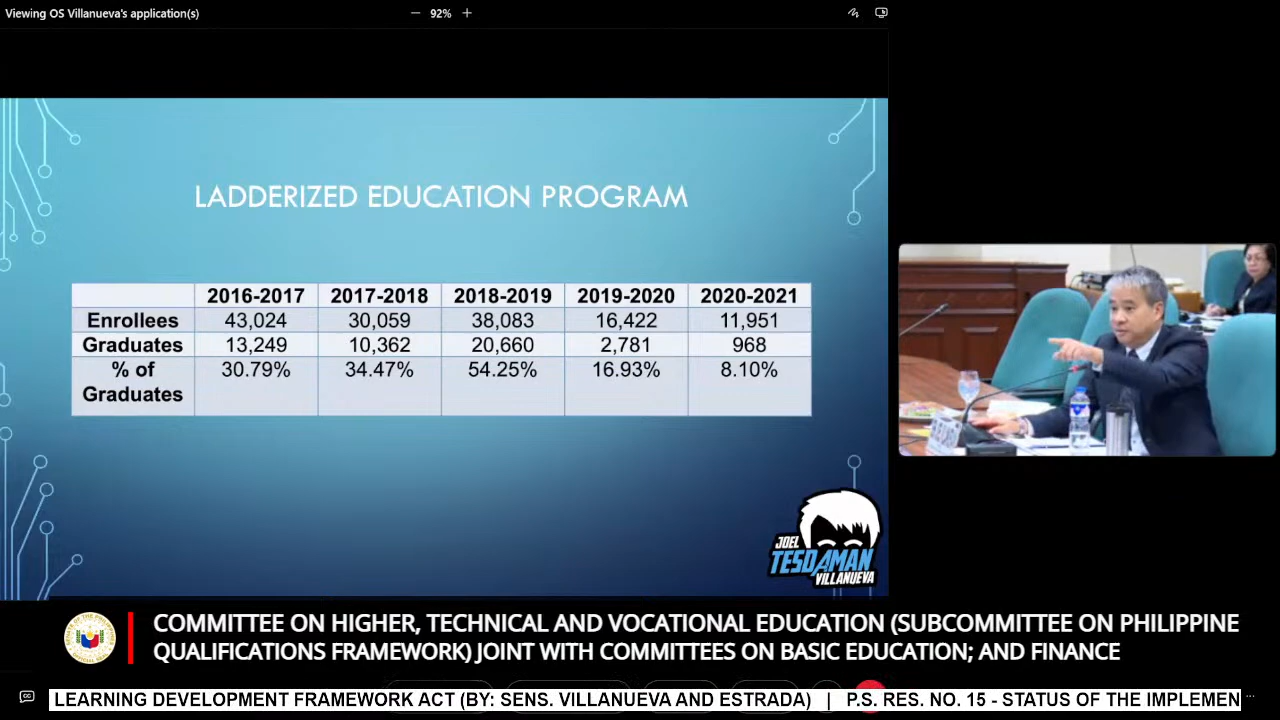 Viewing OS Villanueva's application(s)
− 92% +
LADDERIZED EDUCATION PROGRAM
2016-2017 2017-2018 2018-2019 2019-2020 2020-2021
Enrollees 43,024 30,059 38,083 16,422 11,951
Graduates 13,249 10,362 20,660 2,781 968
% of 30.79% 34.47% 54.25% 16.93% 8.10%
Graduates
JOEL
TESDAMAN
VILLANUEVA
COMMITTEE ON HIGHER, TECHNICAL AND VOCATIONAL EDUCATION (SUBCOMMITTEE ON PHILIPPINE
QUALIFICATIONS FRAMEWORK) JOINT WITH COMMITTEES ON BASIC EDUCATION; AND FINANCE
LEARNING DEVELOPMENT FRAMEWORK ACT (BY: SENS. VILLANUEVA AND ESTRADA) | P.S. RES. NO. 15 - STATUS OF THE IMPLEMEN